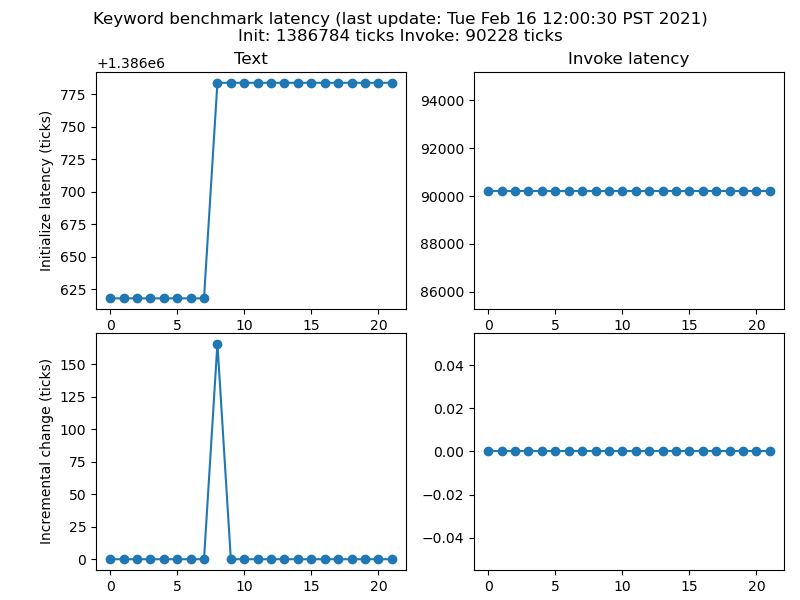 Keyword benchmark latency (last update: Tue Feb 16 12:00:30 PST 2021)
Init: 1386784 ticks Invoke: 90228 ticks
Text
+1.386e6
Initialize latency (ticks)
775
750
725
700
675
650
625
0 5 10 15 20
Invoke latency
94000
92000
90000
88000
86000
0 5 10 15 20
Incremental change (ticks)
150
125
100
75
50
25
0
0 5 10 15 20
0.04
0.02
0.00
−0.02
−0.04
0 5 10 15 20